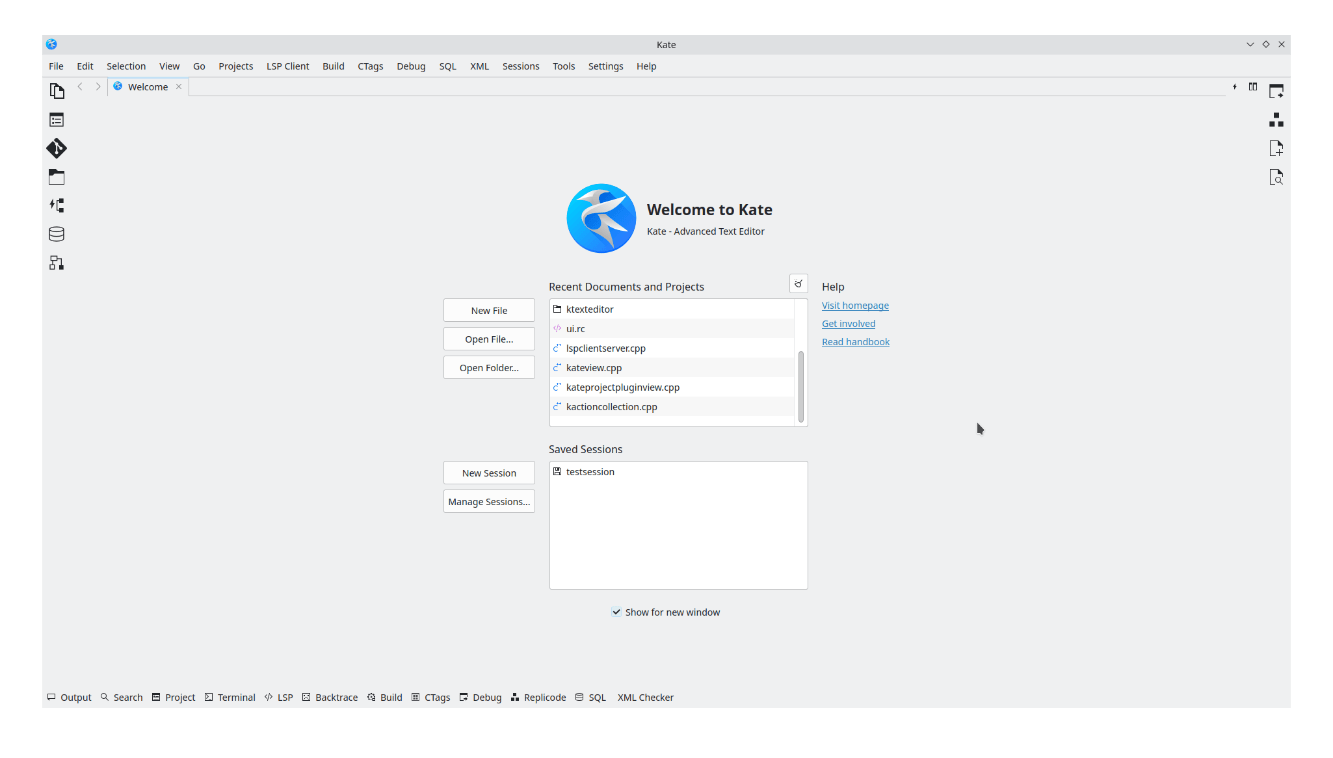 Kate
File Edit Selection View Go Projects LSP Client Build CTags Debug SQL XML Sessions Tools Settings Help
Welcome
Welcome to Kate
Kate - Advanced Text Editor
Recent Documents and Projects
New File
Open File...
Open Folder...
ktexteditor
ui.rc
lspclientserver.cpp
kateview.cpp
kateprojectpluginview.cpp
kactioncollection.cpp
Help
Visit homepage
Get involved
Read handbook
Saved Sessions
New Session
Manage Sessions...
testsession
Show for new window
Output Search Project Terminal LSP Backtrace Build CTags Debug Replicode SQL XML Checker